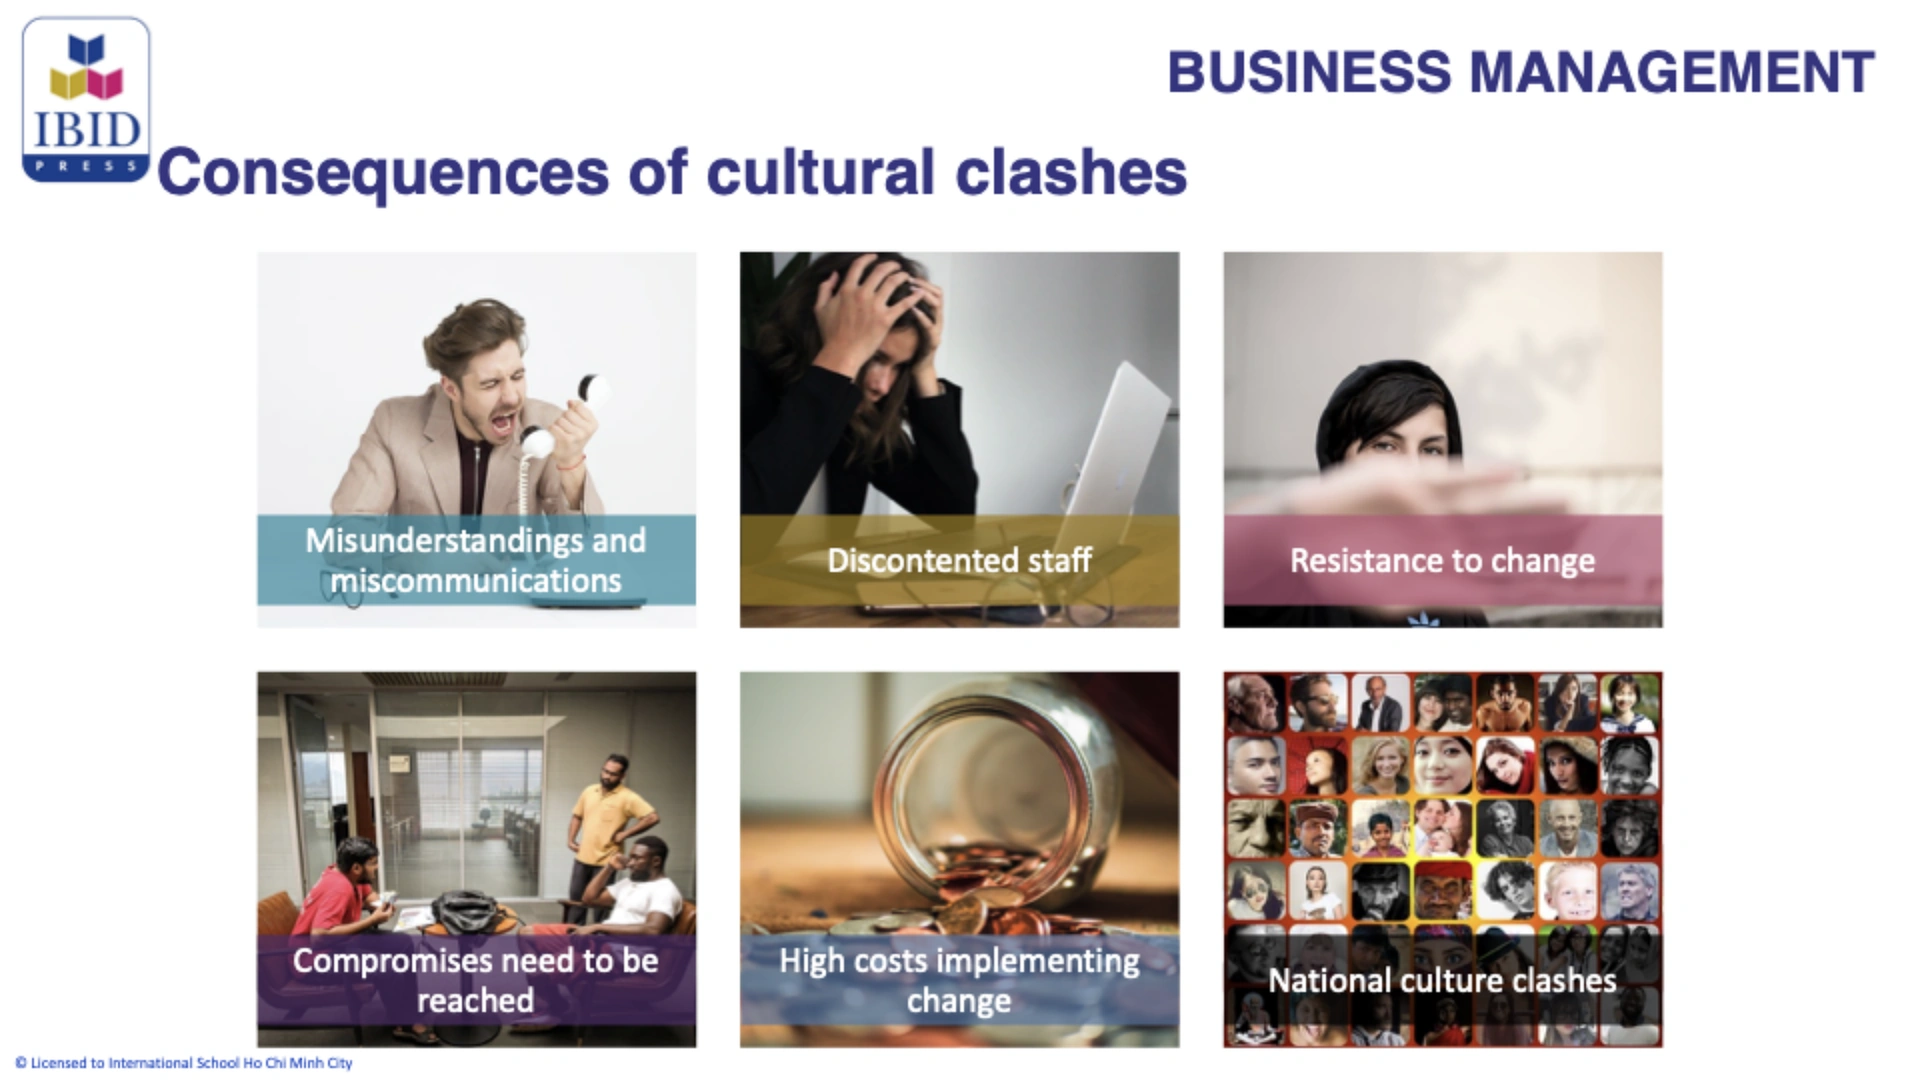 IBID
PRESS
BUSINESS MANAGEMENT
Consequences of cultural clashes
Misunderstandings and
miscommunications
Discontented staff
Resistance to change
Compromises need to be
reached
High costs implementing
change
National culture clashes
© Licensed to International School Ho Chi Minh City